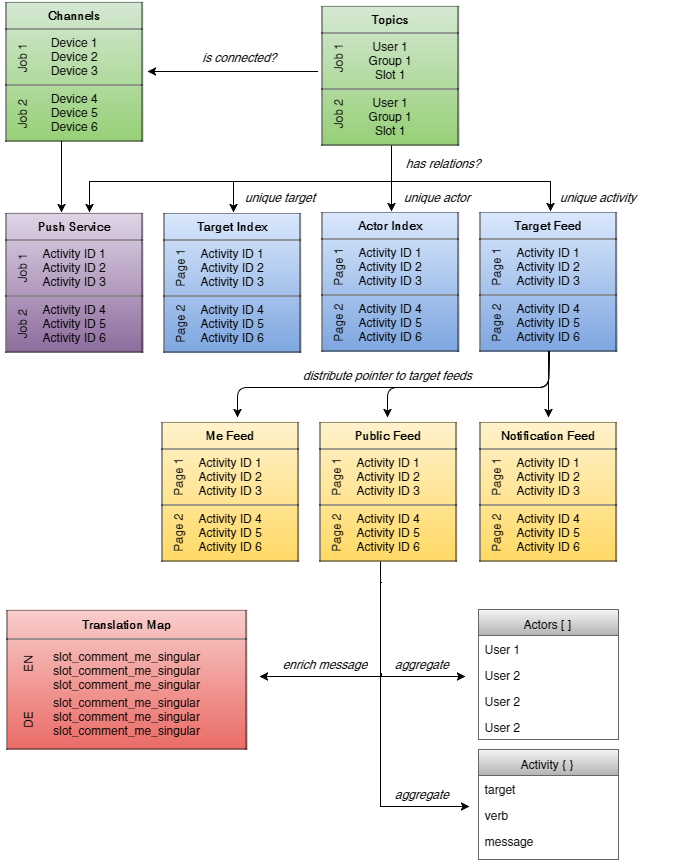 Channels
Job 1
Device 1
Device 2
Device 3
Job 2
Device 4
Device 5
Device 6
is connected?
Topics
Job 1
User 1
Group 1
Slot 1
Job 2
User 1
Group 1
Slot 1
has relations?
unique target
unique actor
unique activity
Push Service
Job 1
Activity ID 1
Activity ID 2
Activity ID 3
Job 2
Activity ID 4
Activity ID 5
Activity ID 6
Target Index
Page 1
Activity ID 1
Activity ID 2
Activity ID 3
Page 2
Activity ID 4
Activity ID 5
Activity ID 6
Actor Index
Page 1
Activity ID 1
Activity ID 2
Activity ID 3
Page 2
Activity ID 4
Activity ID 5
Activity ID 6
Target Feed
Page 1
Activity ID 1
Activity ID 2
Activity ID 3
Page 2
Activity ID 4
Activity ID 5
Activity ID 6
distribute pointer to target feeds
Me Feed
Page 1
Activity ID 1
Activity ID 2
Activity ID 3
Page 2
Activity ID 4
Activity ID 5
Activity ID 6
Public Feed
Page 1
Activity ID 1
Activity ID 2
Activity ID 3
Page 2
Activity ID 4
Activity ID 5
Activity ID 6
Notification Feed
Page 1
Activity ID 1
Activity ID 2
Activity ID 3
Page 2
Activity ID 4
Activity ID 5
Activity ID 6
Translation Map
EN
slot_comment_me_singular
slot_comment_me_singular
slot_comment_me_singular
DE
slot_comment_me_singular
slot_comment_me_singular
slot_comment_me_singular
enrich message
aggregate
Actors [ ]
User 1
User 2
User 2
User 2
aggregate
Activity { }
target
verb
message